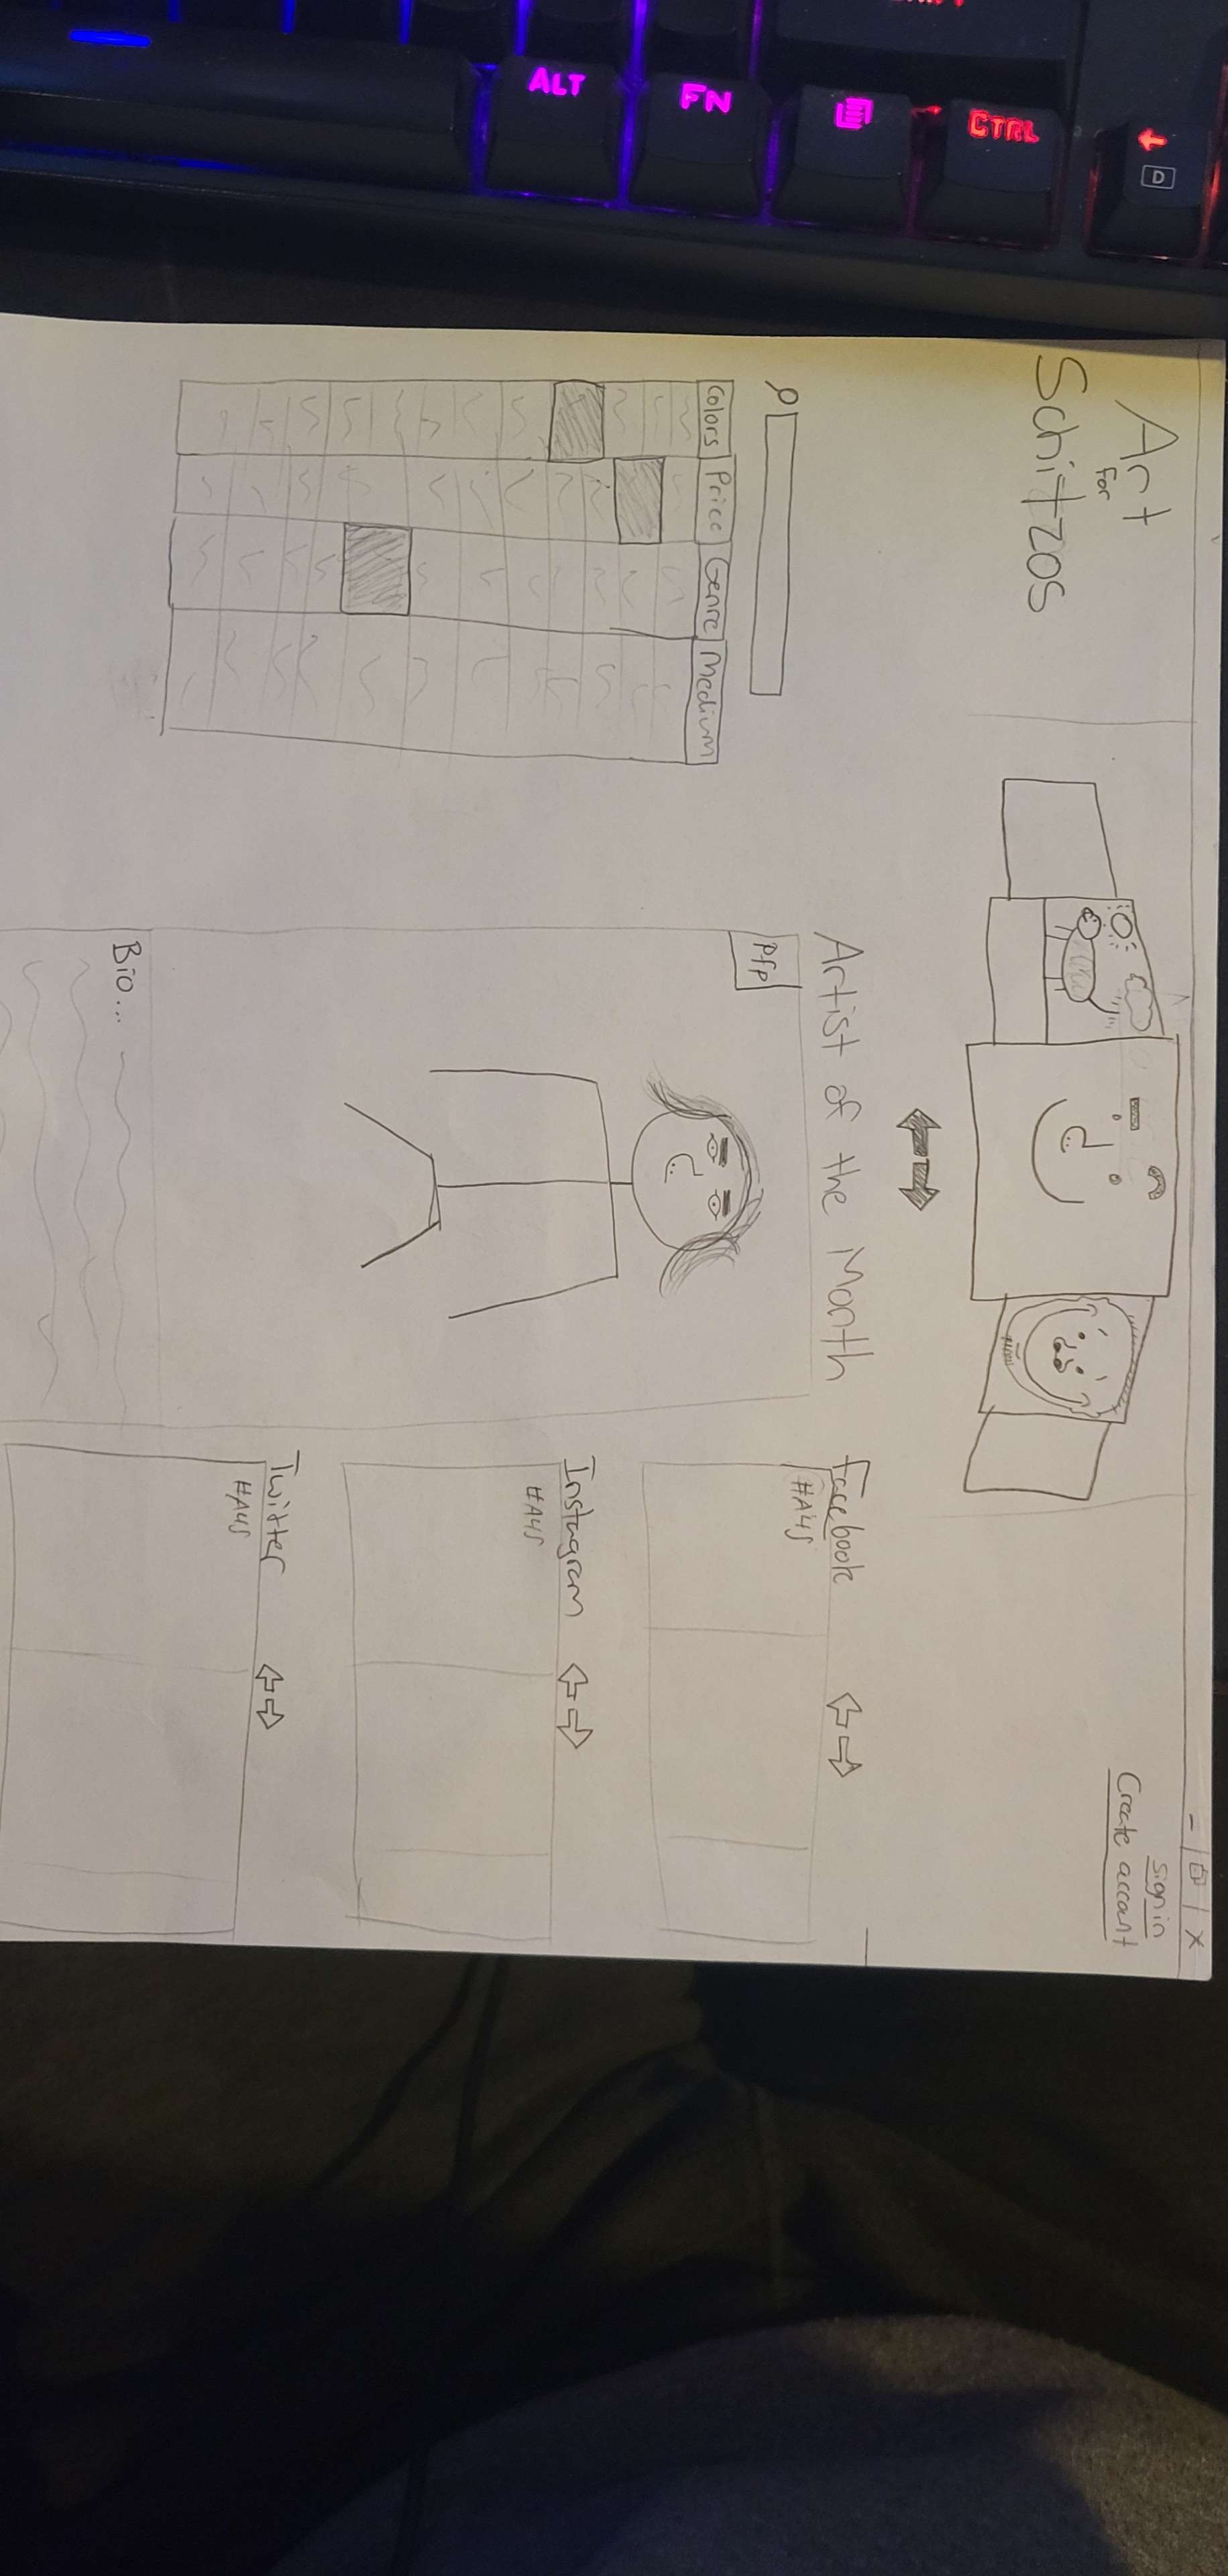 Art
For
Schitzos
- X
Sign in
Create account
Colors Price Genre Medium
Artist of the Month
Pfp
Bio...
Facebook
#A4S
Instagram
#A4S
Twitter
#A4S
ALT
FN
CTRL
D